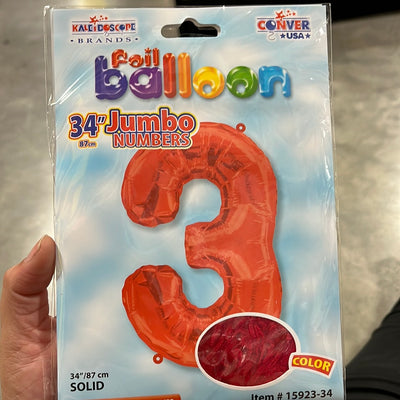 KALEIDOSCOPE
BRANDS
CONVER
USA
foil
balloon
34" Jumbo
87cm NUMBERS
3
COLOR
34"/87 cm
SOLID
Item # 15923-34